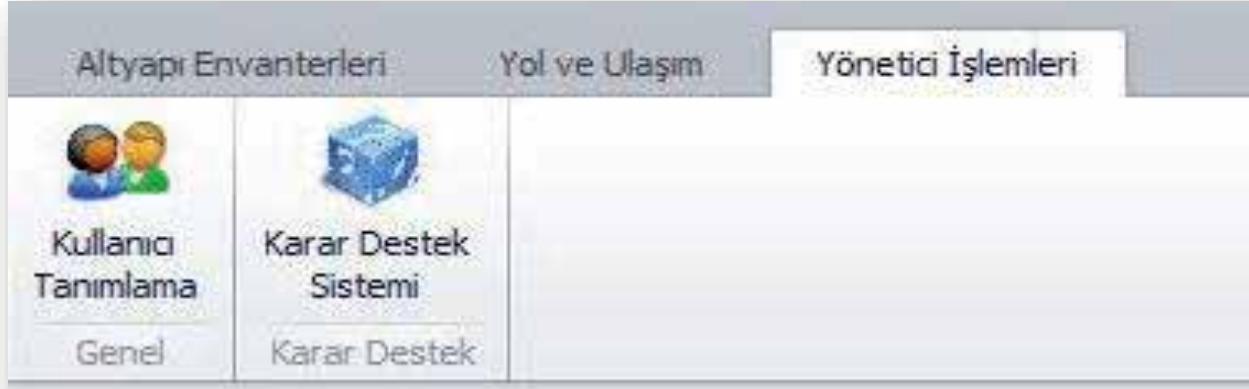 Altyapı Envanterleri Yol ve Ulaşım Yönetici İşlemleri
Kullanıcı
Tanımlama
Genel
Karar Destek
Sistemi
Karar Destek